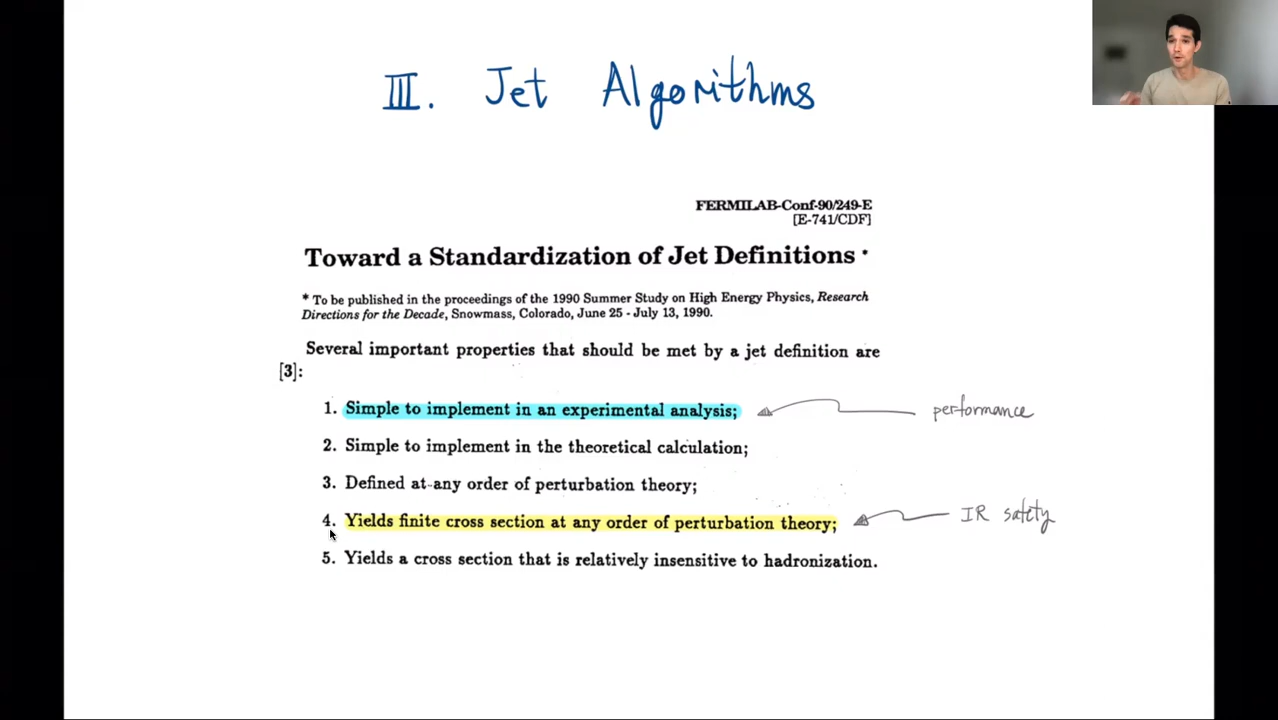 III. Jet Algorithms
FERMILAB-Conf-90/249-E
[E-741/CDF]
Toward a Standardization of Jet Definitions *
* To be published in the proceedings of the 1990 Summer Study on High Energy Physics, Research
Directions for the Decade, Snowmass, Colorado, June 25 - July 13, 1990.
Several important properties that should be met by a jet definition are
[3]:
1. Simple to implement in an experimental analysis;
performance
2. Simple to implement in the theoretical calculation;
3. Defined at any order of perturbation theory;
4. Yields finite cross section at any order of perturbation theory;
IR safety
5. Yields a cross section that is relatively insensitive to hadronization.